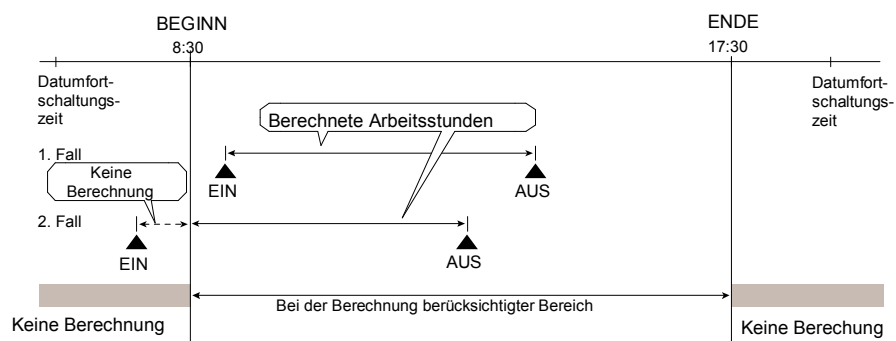 BEGINN
ENDE
8:30
17:30
Datumfort-
schaltungs-
zeit
Datumfort-
schaltungs-
zeit
Berechnete Arbeitsstunden
1. Fall
EIN
AUS
Keine
Berechnung
2. Fall
EIN
AUS
Bei der Berechnung berücksichtigter Bereich
Keine Berechnung
Keine Berechung